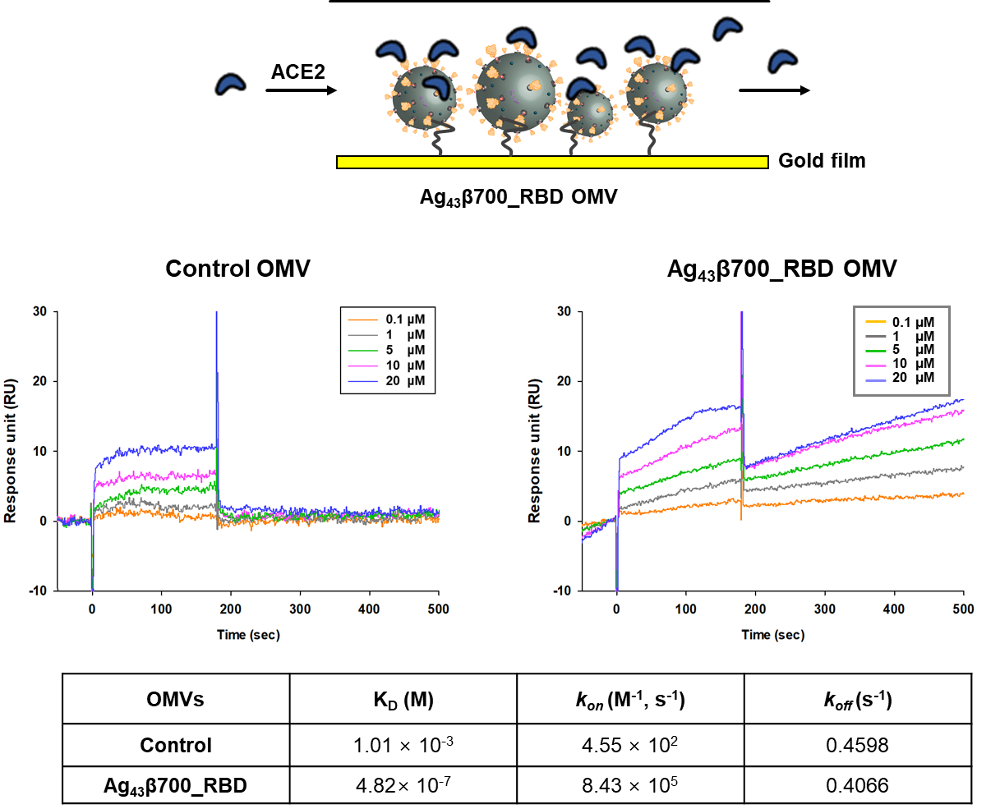 ACE2
Gold film
Ag43β700_RBD OMV
Control OMV
Ag43β700_RBD OMV
30
20
10
0
-10
Response unit (RU)
0.1 μM
1 μM
5 μM
10 μM
20 μM
0 100 200 300 400 500
Time (sec)
30
20
10
0
-10
Response unit (RU)
0.1 μM
1 μM
5 μM
10 μM
20 μM
0 100 200 300 400 500
Time (sec)
OMVs KD (M) kon (M-1, s-1) koff (s-1)
Control 1.01 × 10-3 4.55 × 102 0.4598
Ag43β700_RBD 4.82× 10-7 8.43 × 105 0.4066